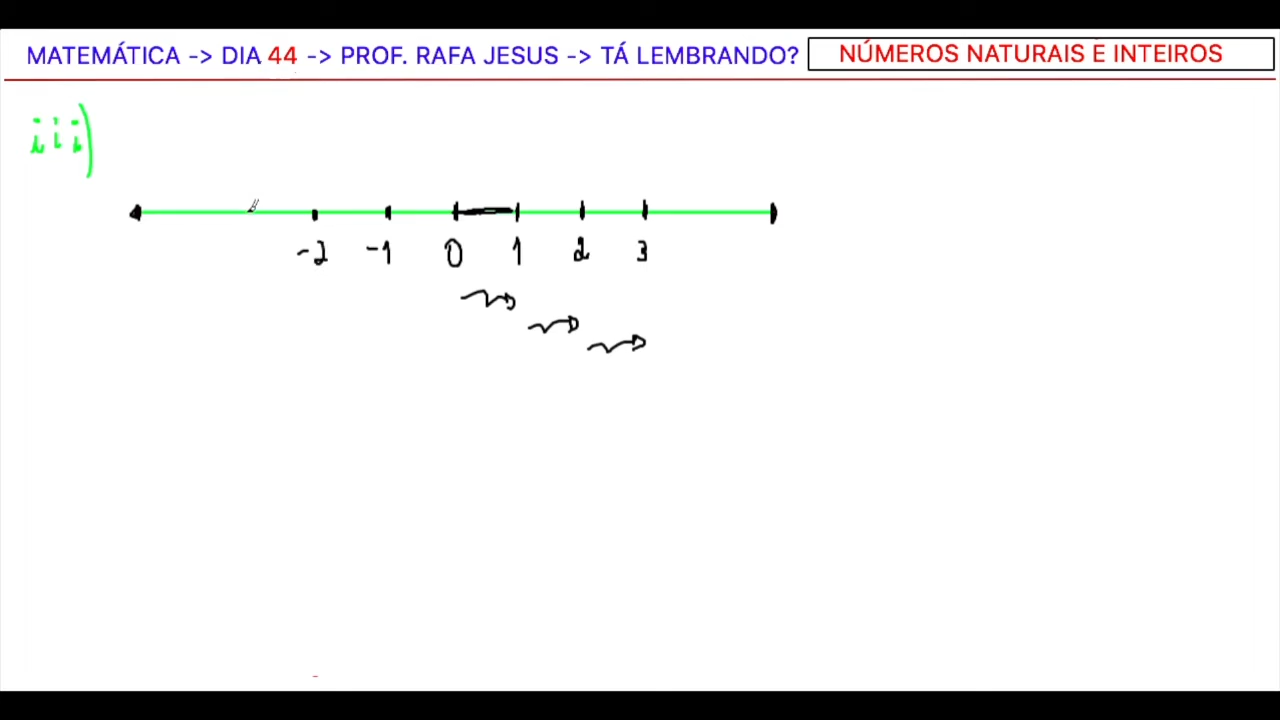 MATEMÁTICA -> DIA 44 -> PROF. RAFA JESUS -> TÁ LEMBRANDO? NÚMEROS NATURAIS E INTEIROS
iii)
-2 -1 0 1 2 3